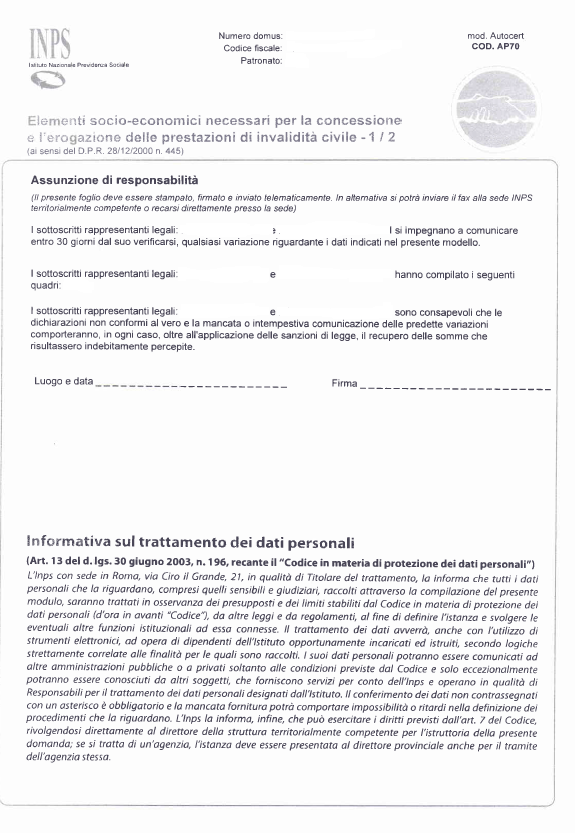 INPS
Istituto Nazionale Previdenza Sociale
Numero domus:
Codice fiscale:
Patronato:
mod. Autocert
COD. AP70
Elementi socio-economici necessari per la concessione
e l'erogazione delle prestazioni di invalidità civile - 1 / 2
(ai sensi del D.P.R. 28/12/2000 n. 445)
Assunzione di responsabilità
(Il presente foglio deve essere stampato, firmato e inviato telematicamente. In alternativa si potrà inviare il fax alla sede INPS
territorialmente competente o recarsi direttamente presso la sede)
I sottoscritti rappresentanti legali: e I si impegnano a comunicare
entro 30 giorni dal suo verificarsi, qualsiasi variazione riguardante i dati indicati nel presente modello.
I sottoscritti rappresentanti legali: e hanno compilato i seguenti
quadri:
I sottoscritti rappresentanti legali: e sono consapevoli che le
dichiarazioni non conformi al vero e la mancata o intempestiva comunicazione delle predette variazioni
comporteranno, in ogni caso, oltre all'applicazione delle sanzioni di legge, il recupero delle somme che
risultassero indebitamente percepite.
Luogo e data Firma
Informativa sul trattamento dei dati personali
(Art. 13 del d. lgs. 30 giugno 2003, n. 196, recante il “Codice in materia di protezione dei dati personali”)
L'Inps con sede in Roma, via Ciro il Grande, 21, in qualità di Titolare del trattamento, la informa che tutti i dati
personali che la riguardano, compresi quelli sensibili e giudiziari, raccolti attraverso la compilazione del presente
modulo, saranno trattati in osservanza dei presupposti e dei limiti stabiliti dal Codice in materia di protezione dei
dati personali (d'ora in avanti “Codice”), da altre leggi e da regolamenti, al fine di definire l'istanza e svolgere le
eventuali altre funzioni istituzionali ad essa connesse. Il trattamento dei dati avverrà, anche con l'utilizzo di
strumenti elettronici, ad opera di dipendenti dell'Istituto opportunamente incaricati ed istruiti, secondo logiche
strettamente correlate alle finalità per le quali sono raccolti. I suoi dati personali potranno essere comunicati ad
altre amministrazioni pubbliche o a privati soltanto alle condizioni previste dal Codice e solo eccezionalmente
potranno essere conosciuti da altri soggetti, che forniscono servizi per conto dell'Inps e operano in qualità di
Responsabili per il trattamento dei dati personali designati dall'Istituto. Il conferimento dei dati non contrassegnati
con un asterisco è obbligatorio e la mancata fornitura potrà comportare impossibilità o ritardi nella definizione dei
procedimenti che la riguardano. L'Inps la informa, infine, che può esercitare i diritti previsti dall'art. 7 del Codice,
rivolgendosi direttamente al direttore della struttura territorialmente competente per l'istruttoria della presente
domanda; se si tratta di un'agenzia, l'istanza deve essere presentata al direttore provinciale anche per il tramite
dell'agenzia stessa.